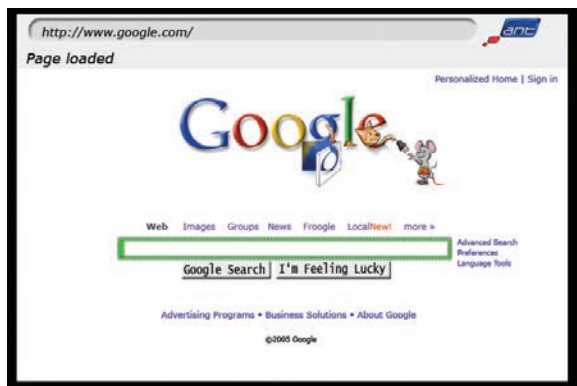 http://www.google.com/
ant
Page loaded
Personalized Home | Sign in
Google
Web Images Groups News Froogle LocalNew! more »
Advanced Search
Preferences
Language Tools
Google Search I'm Feeling Lucky
Advertising Programs • Business Solutions • About Google
©2005 Google